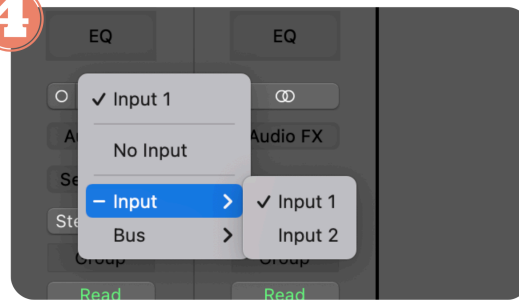 4
EQ EQ
✓ Input 1
Audio FX
No Input
– Input > ✓ Input 1
Bus > Input 2
Group Group
Read Read